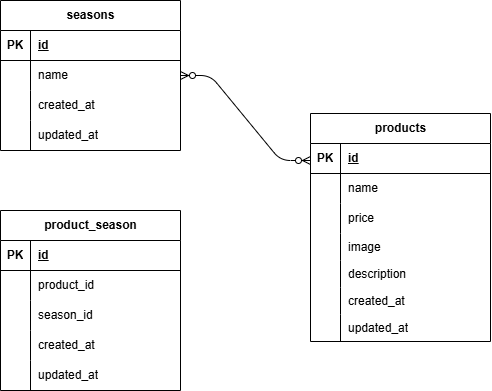 seasons
PK id
name
created_at
updated_at
products
PK id
name
price
image
description
created_at
updated_at
product_season
PK id
product_id
season_id
created_at
updated_at